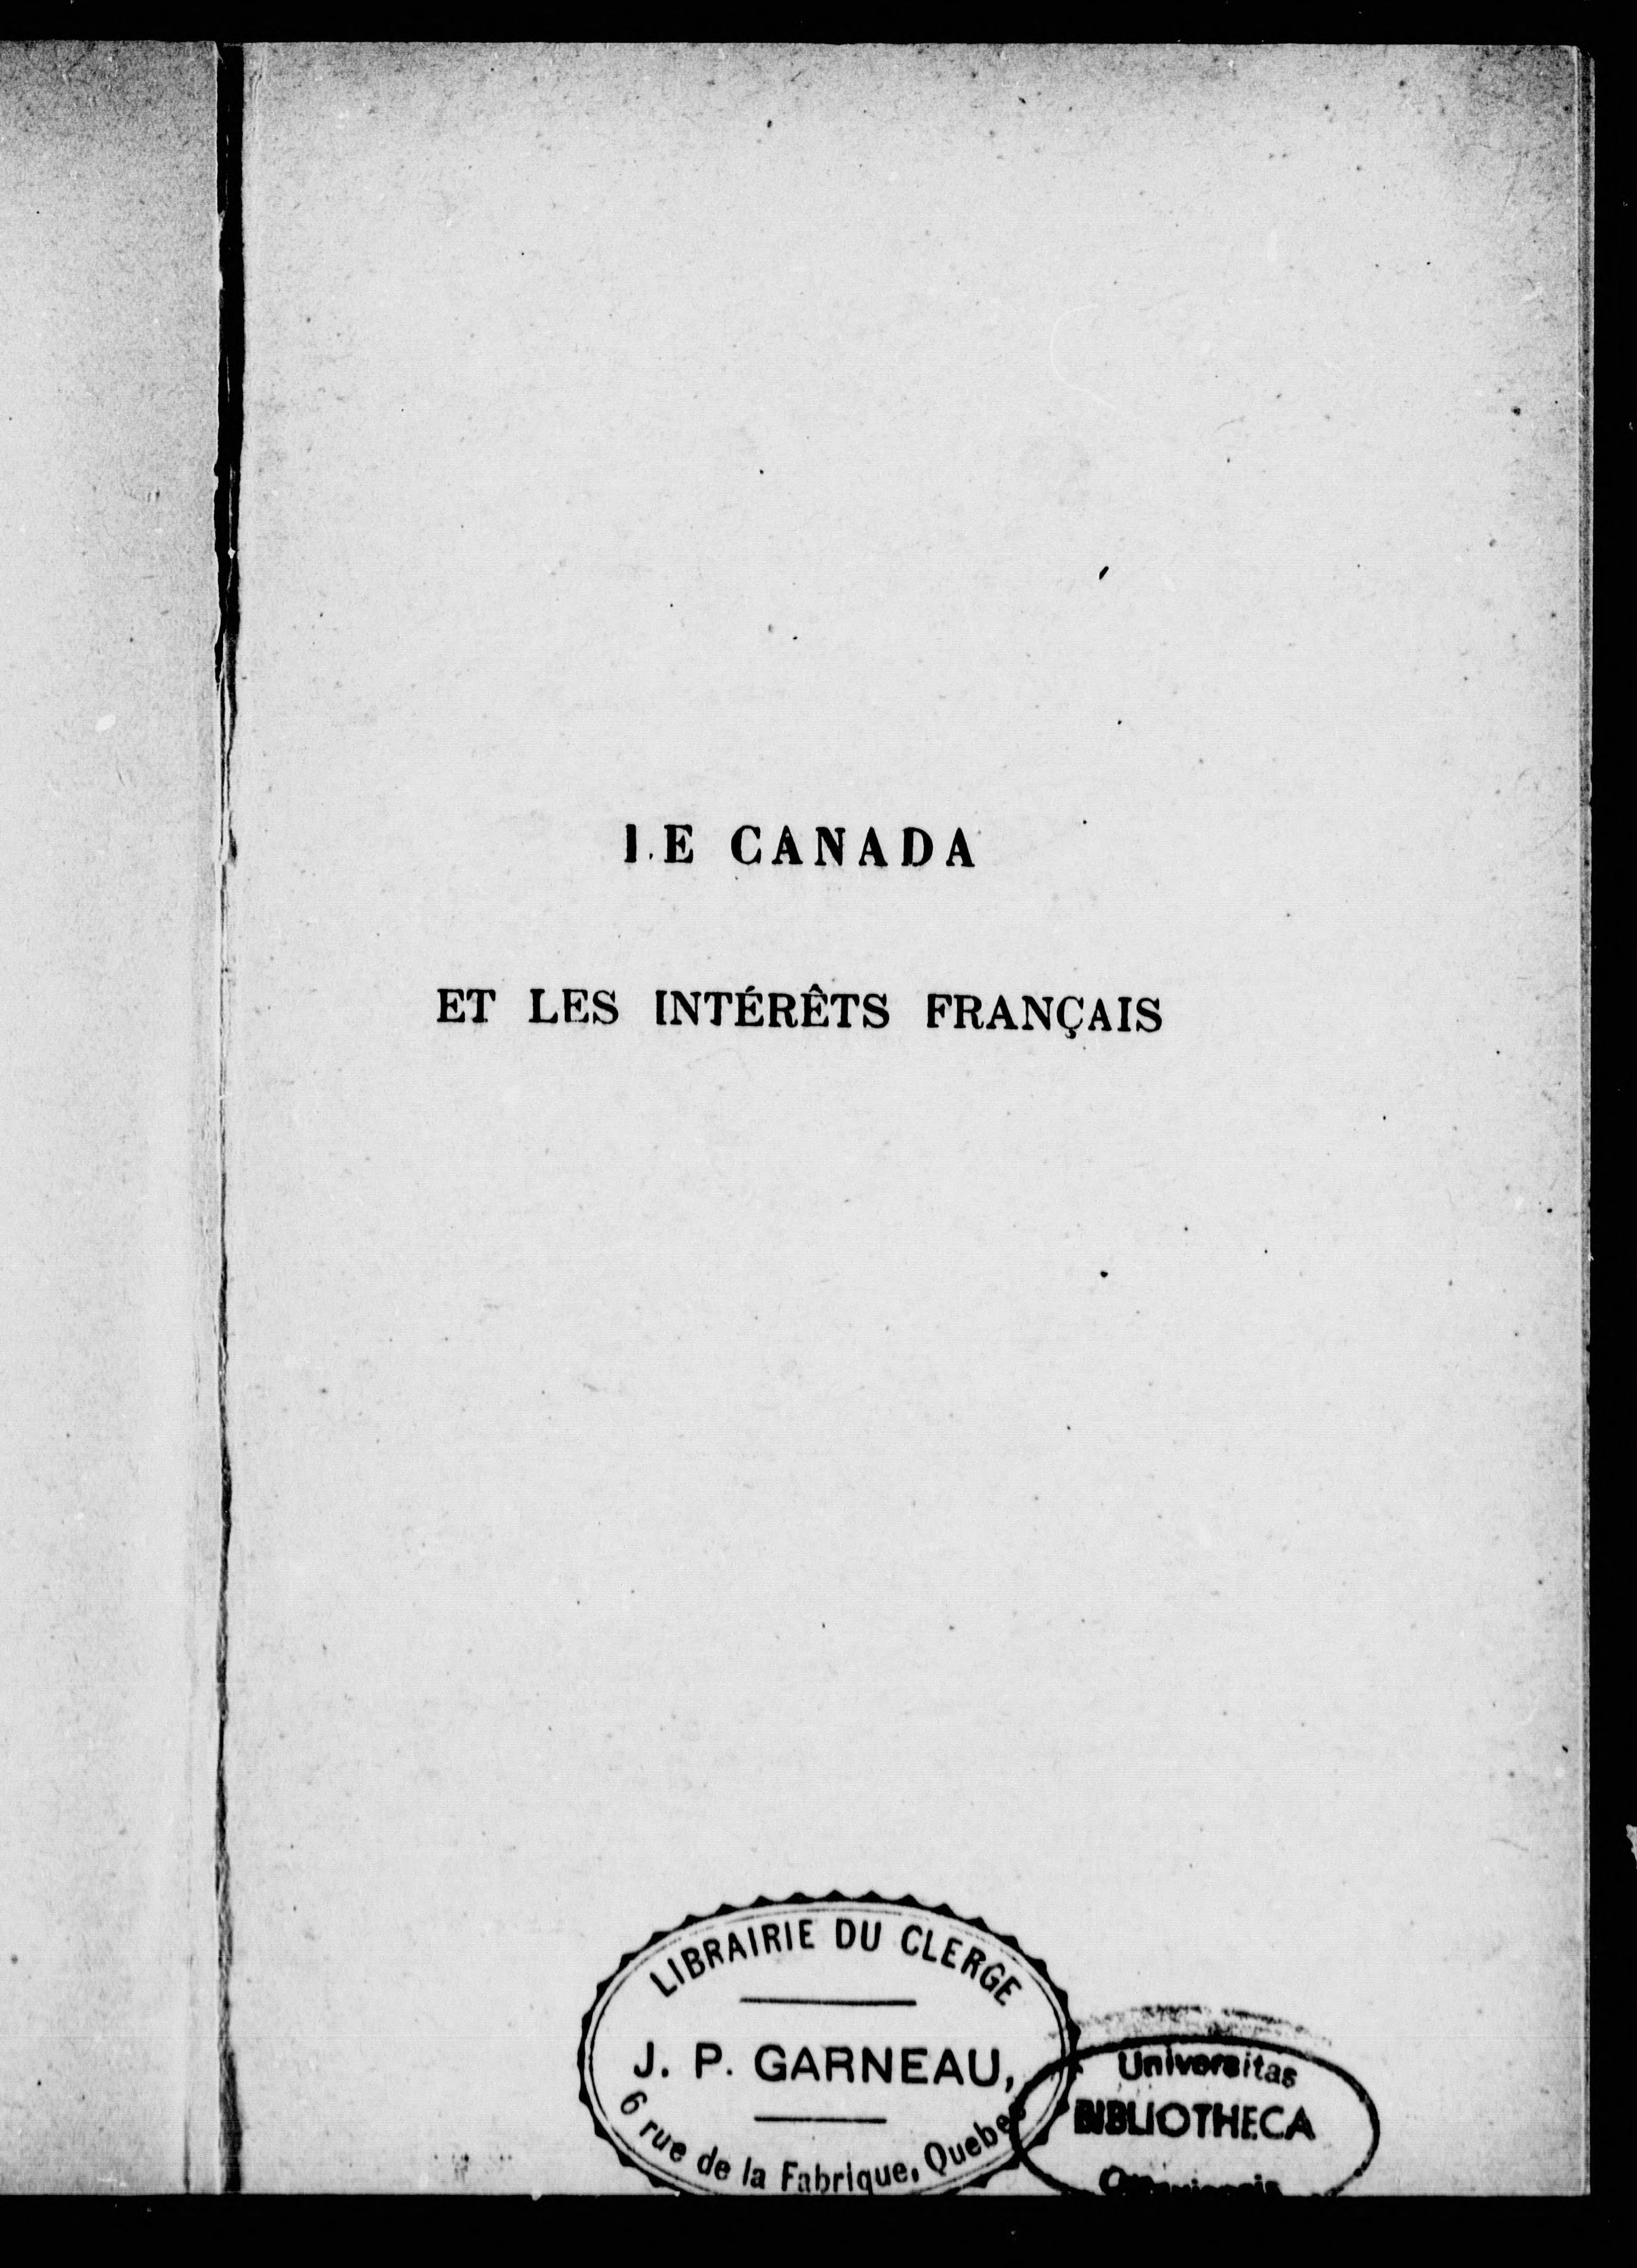 LE CANADA
ET LES INTÉRÊTS FRANÇAIS
LIBRAIRIE DU CLERGE
J. P. GARNEAU,
6 rue de la Fabrique, Quebec
Universitas
BIBLIOTHECA